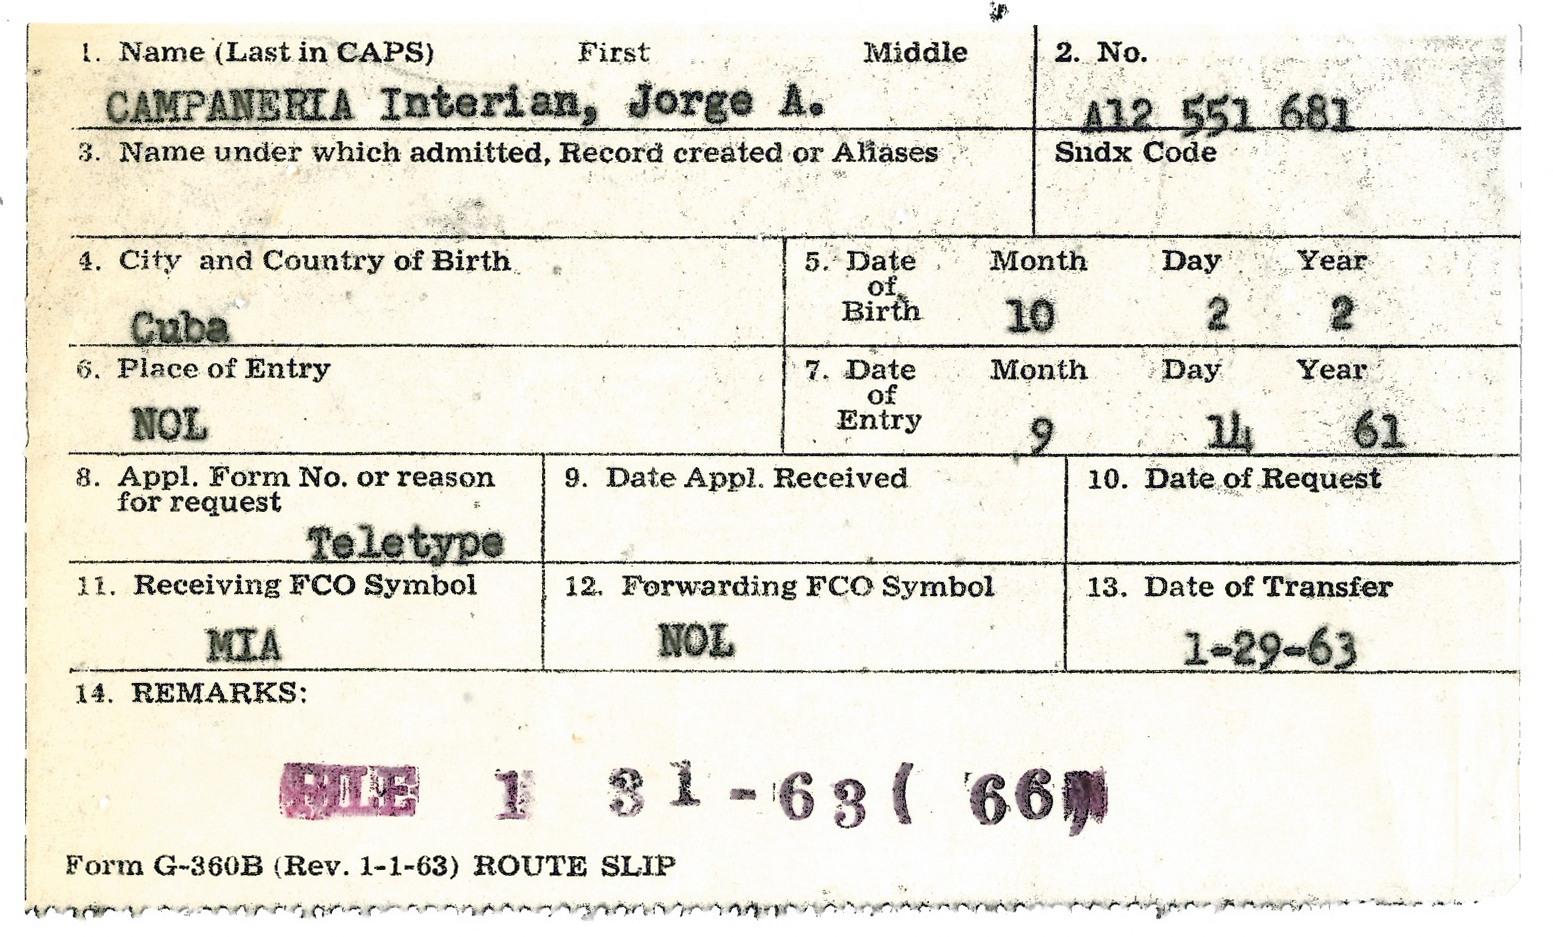 1. Name (Last in CAPS) First Middle 2. No.
CAMPANERIA Interian, Jorge A. A12 551 681
3. Name under which admitted, Record created or Aliases Sndx Code
4. City and Country of Birth 5. Date of Birth Month Day Year
Cuba 10 2 2
6. Place of Entry 7. Date of Entry Month Day Year
NOL 9 14 61
8. Appl. Form No. or reason 9. Date Appl. Received 10. Date of Request
for request
Teletype
11. Receiving FCO Symbol 12. Forwarding FCO Symbol 13. Date of Transfer
MIA NOL 1-29-63
14. REMARKS:
1 31-63( 66)
Form G-360B (Rev. 1-1-63) ROUTE SLIP